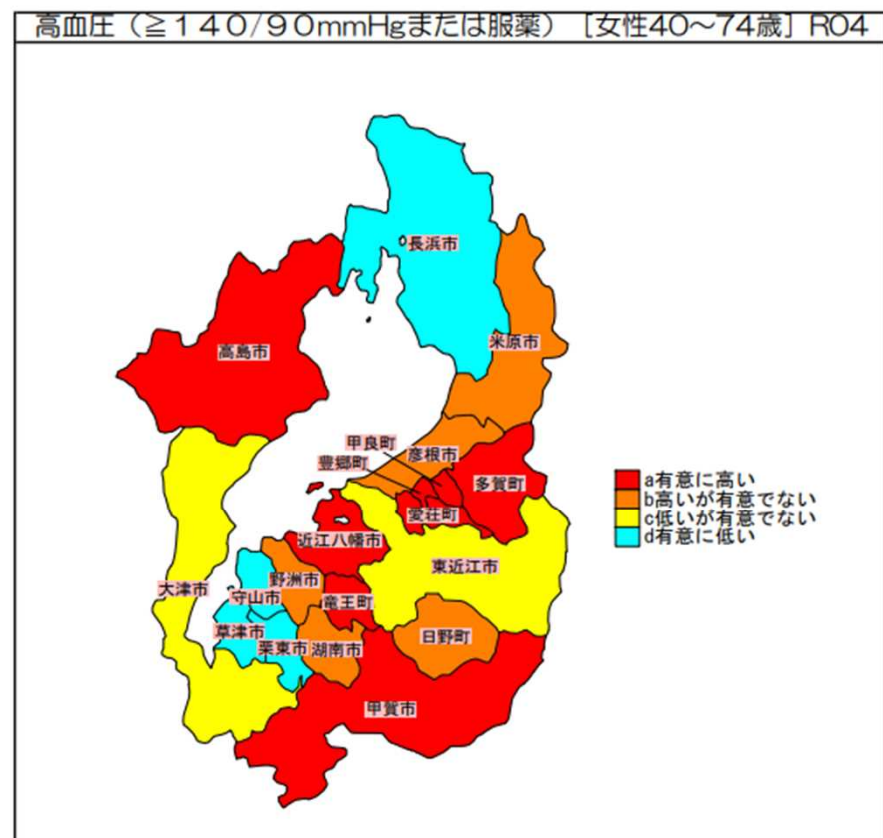 高血圧（≧１４０/９０mmHgまたは服薬） [女性40～74歳] R04
長浜市
米原市
高島市
甲良町
彦根市
豊郷町
多賀町
愛荘町
近江八幡市
東近江市
野洲市
大津市
守山市
竜王町
草津市
日野町
栗東市
湖南市
甲賀市
a有意に高い
b高いが有意でない
c低いが有意でない
d有意に低い